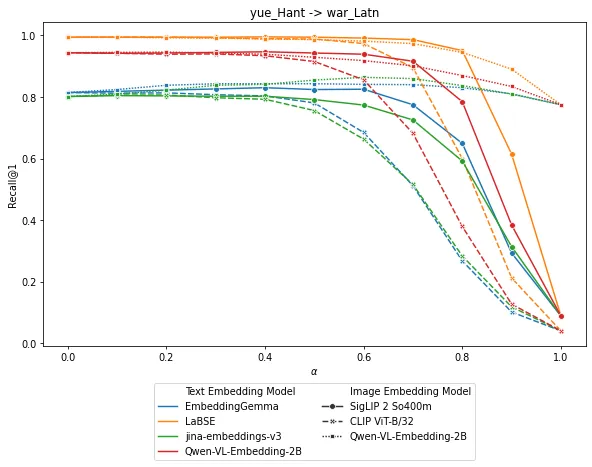 yue_Hant -> war_Latn
Recall@1
1.0
0.8
0.6
0.4
0.2
0.0
0.0 0.2 0.4 0.6 0.8 1.0
α
Text Embedding Model Image Embedding Model
EmbeddingGemma SigLIP 2 So400m
LaBSE CLIP ViT-B/32
jina-embeddings-v3 Qwen-VL-Embedding-2B
Qwen-VL-Embedding-2B